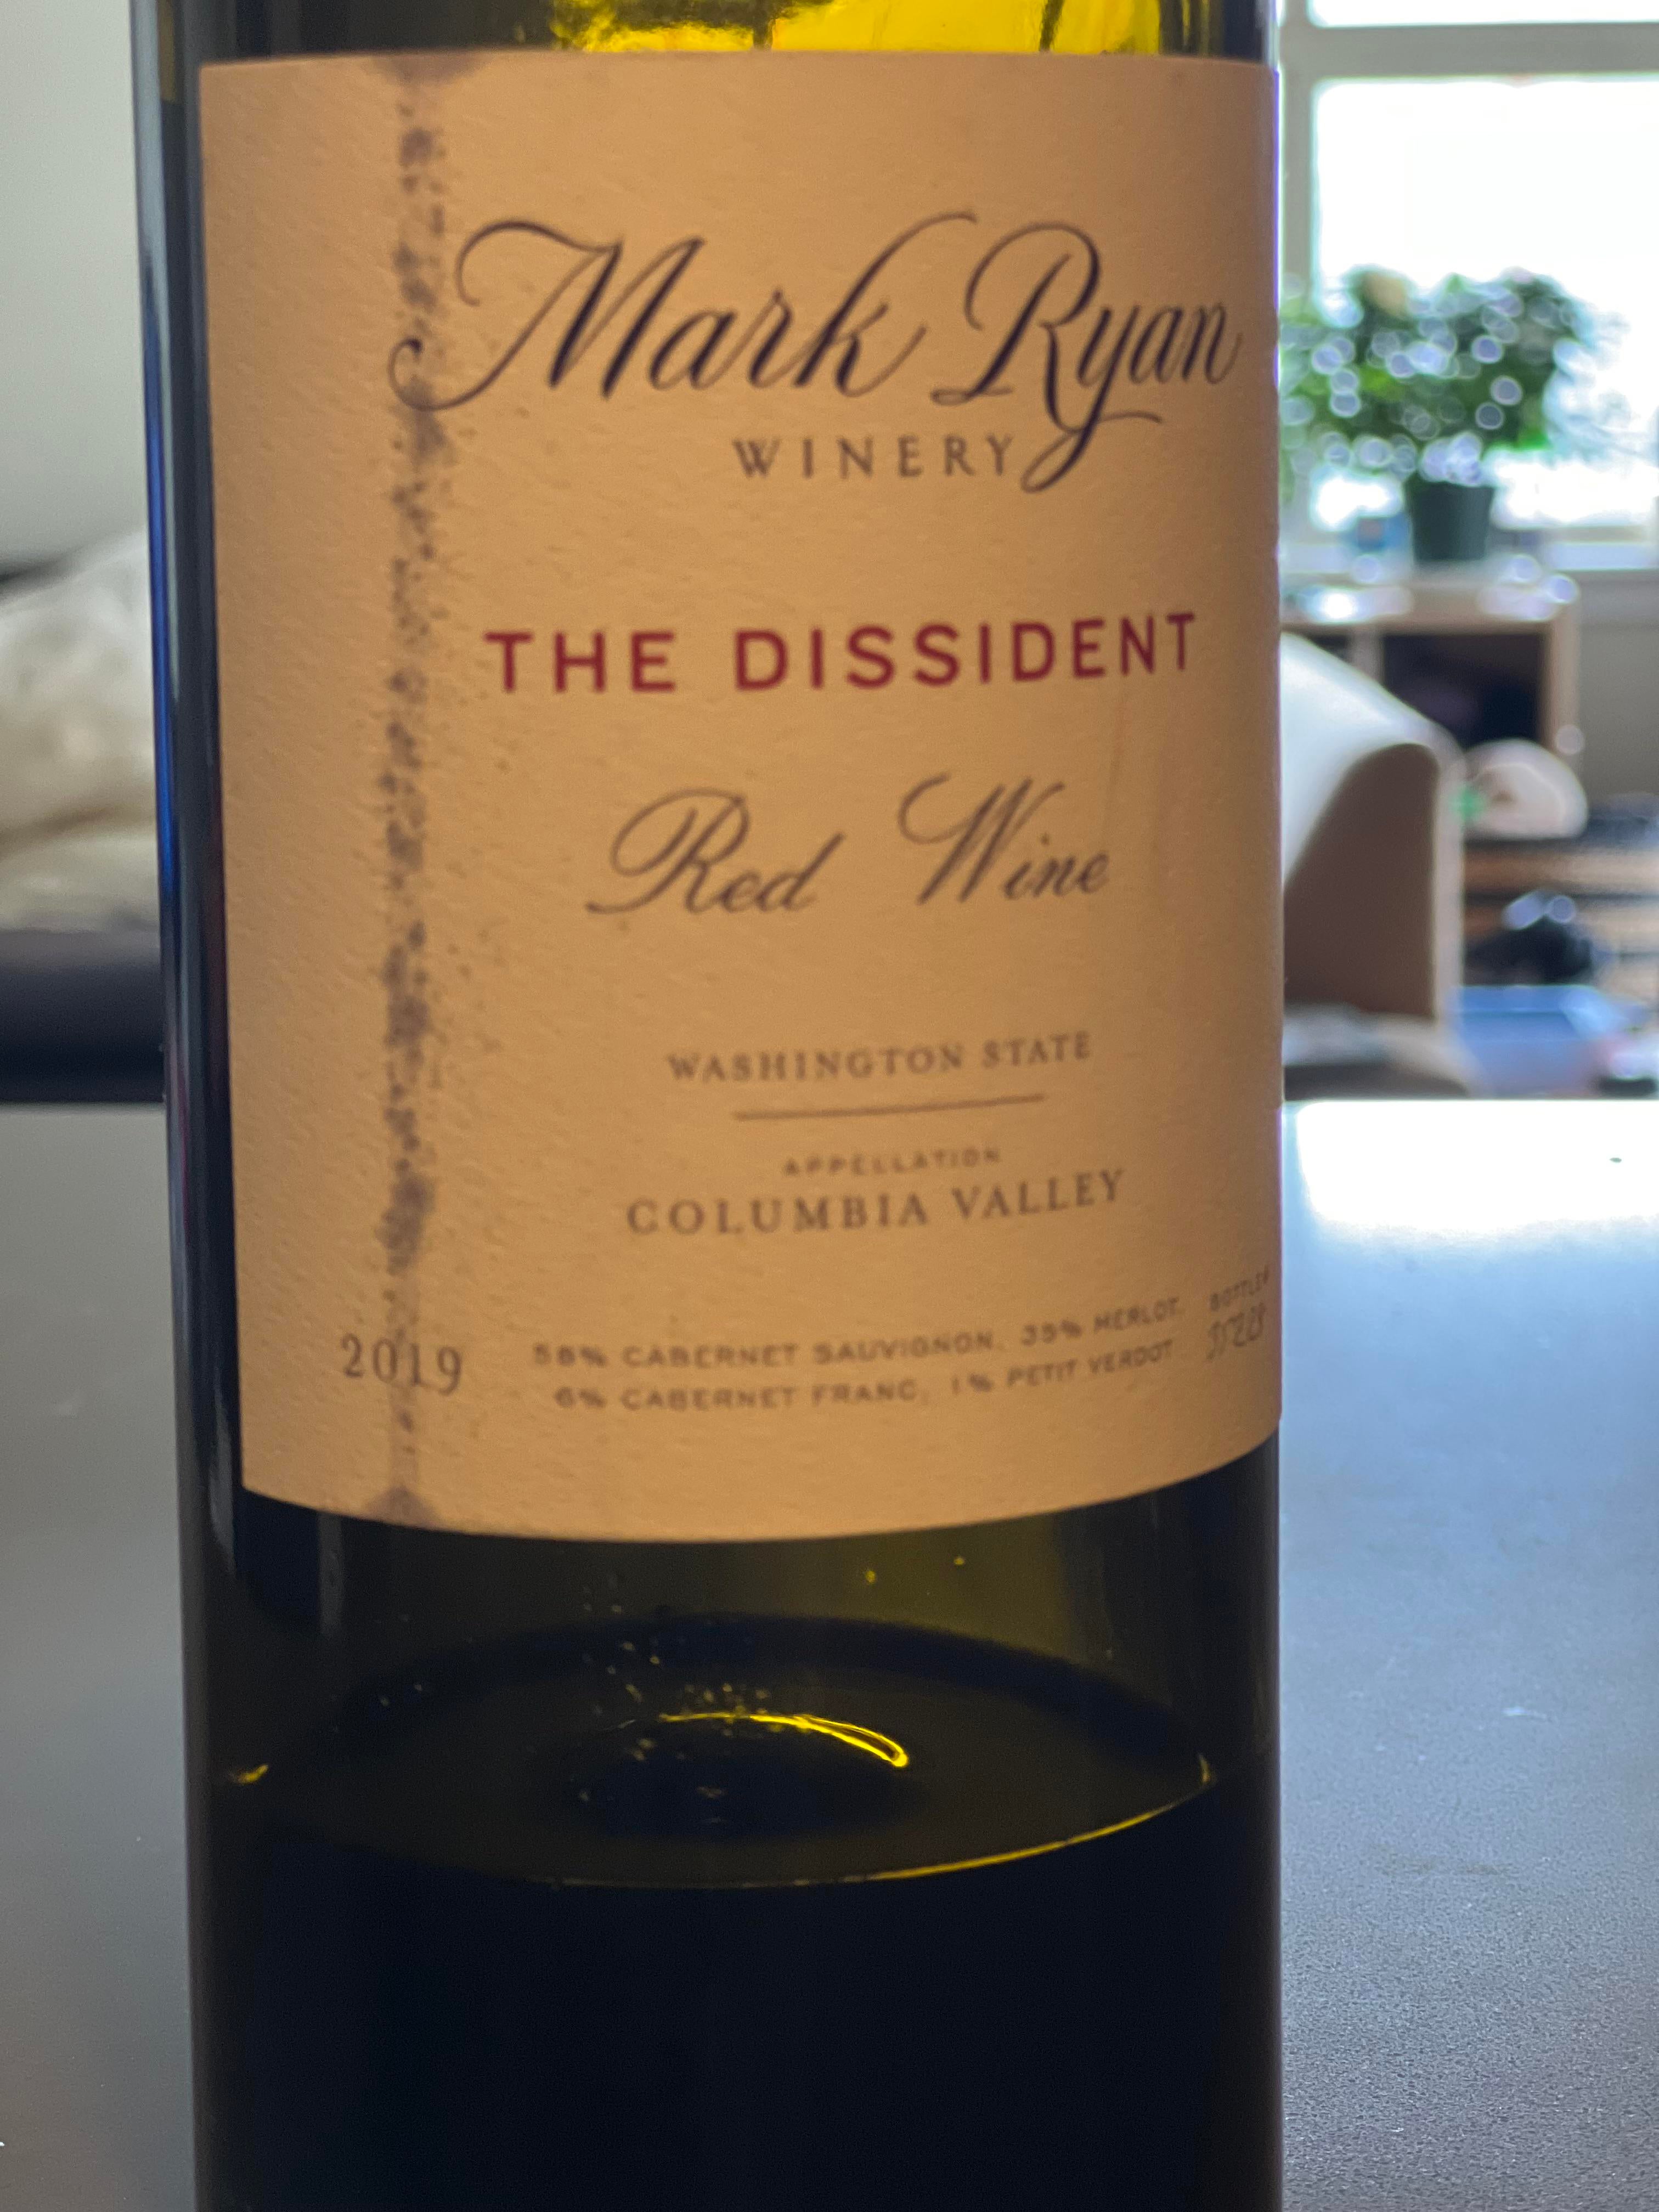 Mark Ryan
WINERY
THE DISSIDENT
Red Wine
WASHINGTON STATE
APPELLATION
COLUMBIA VALLEY
2019
58% CABERNET SAUVIGNON, 35% MERLOT,
6% CABERNET FRANC, 1% PETIT VERDOT
BOTTLE#